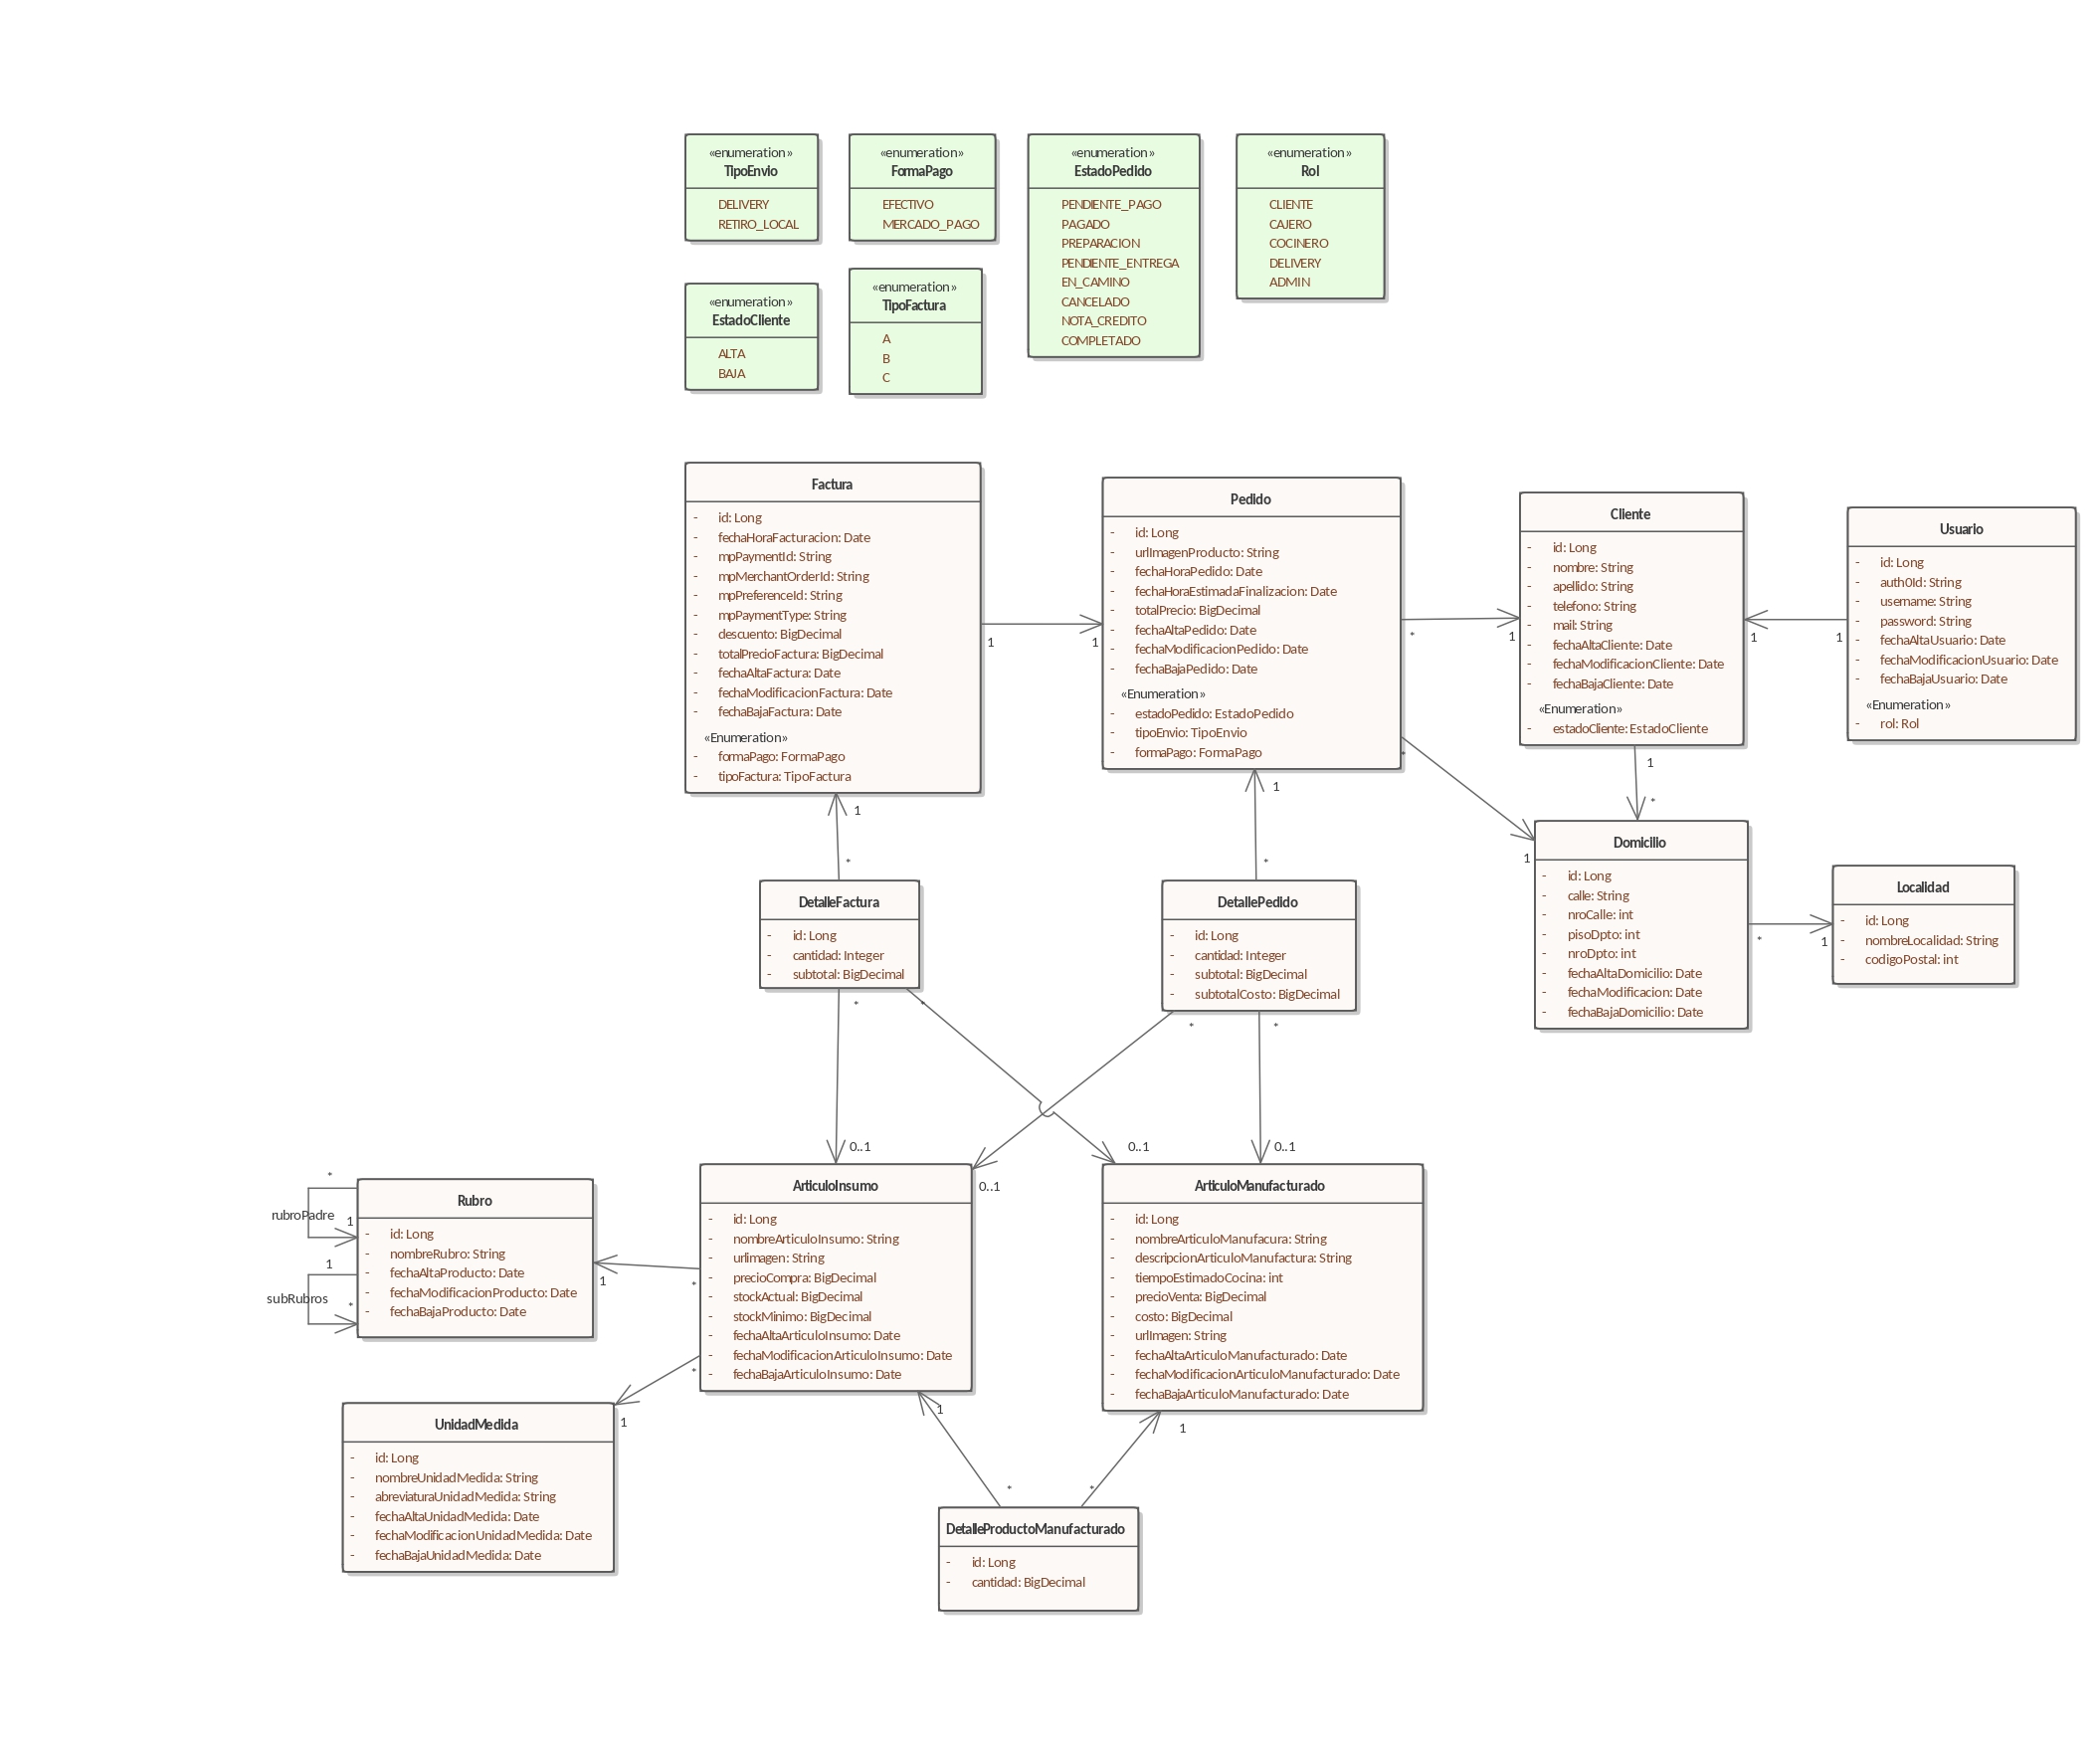 «enumeration»
TipoEnvio
DELIVERY
RETIRO_LOCAL
«enumeration»
FormaPago
EFECTIVO
MERCADO_PAGO
«enumeration»
EstadoPedido
PENDIENTE_PAGO
PAGADO
PREPARACION
PENDIENTE_ENTREGA
EN_CAMINO
CANCELADO
NOTA_CREDITO
COMPLETADO
«enumeration»
Rol
CLIENTE
CAJERO
COCINERO
DELIVERY
ADMIN
«enumeration»
EstadoCliente
ALTA
BAJA
«enumeration»
TipoFactura
A
B
C
Factura
- id: Long
- fechaHoraFacturacion: Date
- mpPaymentId: String
- mpMerchantOrderId: String
- mpPreferenceId: String
- mpPaymentType: String
- descuento: BigDecimal
- totalPrecioFactura: BigDecimal
- fechaAltaFactura: Date
- fechaModificacionFactura: Date
- fechaBajaFactura: Date
«Enumeration»
- formaPago: FormaPago
- tipoFactura: TipoFactura
1
1
Pedido
- id: Long
- urlImagenProducto: String
- fechaHoraPedido: Date
- fechaHoraEstimadaFinalizacion: Date
- totalPrecio: BigDecimal
- fechaAltaPedido: Date
- fechaModificacionPedido: Date
- fechaBajaPedido: Date
«Enumeration»
- estadoPedido: EstadoPedido
- tipoEnvio: TipoEnvio
- formaPago: FormaPago
*
1
*
1
Cliente
- id: Long
- nombre: String
- apellido: String
- telefono: String
- mail: String
- fechaAltaCliente: Date
- fechaModificacionCliente: Date
- fechaBajaCliente: Date
«Enumeration»
- estadoCliente: EstadoCliente
1
1
Usuario
- id: Long
- auth0Id: String
- username: String
- password: String
- fechaAltaUsuario: Date
- fechaModificacionUsuario: Date
- fechaBajaUsuario: Date
«Enumeration»
- rol: Rol
1
*
1
*
1
*
DetalleFactura
- id: Long
- cantidad: Integer
- subtotal: BigDecimal
DetallePedido
- id: Long
- cantidad: Integer
- subtotal: BigDecimal
- subtotalCosto: BigDecimal
Domicilio
- id: Long
- calle: String
- nroCalle: int
- pisoDpto: int
- nroDpto: int
- fechaAltaDomicilio: Date
- fechaModificacion: Date
- fechaBajaDomicilio: Date
*
1
Localidad
- id: Long
- nombreLocalidad: String
- codigoPostal: int
*
*
*
*
0..1
0..1
0..1
0..1
*
rubroPadre
1
1
subRubros
*
Rubro
- id: Long
- nombreRubro: String
- fechaAltaProducto: Date
- fechaModificacionProducto: Date
- fechaBajaProducto: Date
1
*
ArticuloInsumo
- id: Long
- nombreArticuloInsumo: String
- urlimagen: String
- precioCompra: BigDecimal
- stockActual: BigDecimal
- stockMinimo: BigDecimal
- fechaAltaArticuloInsumo: Date
- fechaModificacionArticuloInsumo: Date
- fechaBajaArticuloInsumo: Date
*
1
ArticuloManufacturado
- id: Long
- nombreArticuloManufacura: String
- descripcionArticuloManufactura: String
- tiempoEstimadoCocina: int
- precioVenta: BigDecimal
- costo: BigDecimal
- urlImagen: String
- fechaAltaArticuloManufacturado: Date
- fechaModificacionArticuloManufacturado: Date
- fechaBajaArticuloManufacturado: Date
UnidadMedida
- id: Long
- nombreUnidadMedida: String
- abreviaturaUnidadMedida: String
- fechaAltaUnidadMedida: Date
- fechaModificacionUnidadMedida: Date
- fechaBajaUnidadMedida: Date
1
1
*
*
DetalleProductoManufacturado
- id: Long
- cantidad: BigDecimal